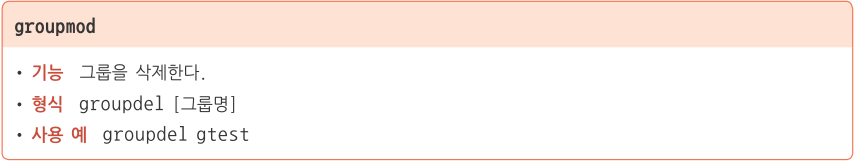 groupmod
• 기능 그룹을 삭제한다.
• 형식 groupdel [그룹명]
• 사용 예 groupdel gtest